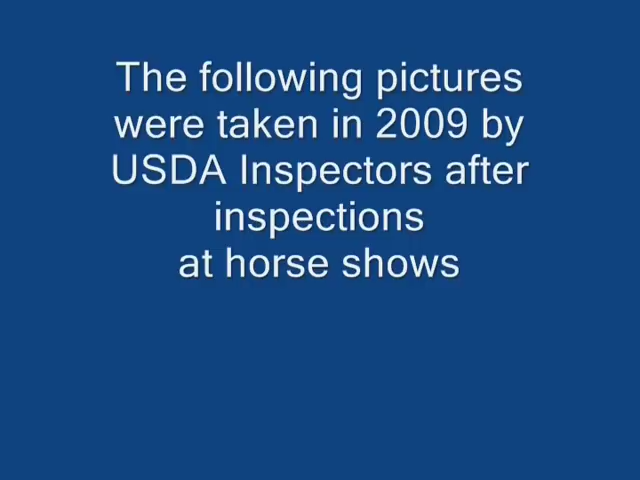 The following pictures
were taken in 2009 by
USDA Inspectors after
inspections
at horse shows